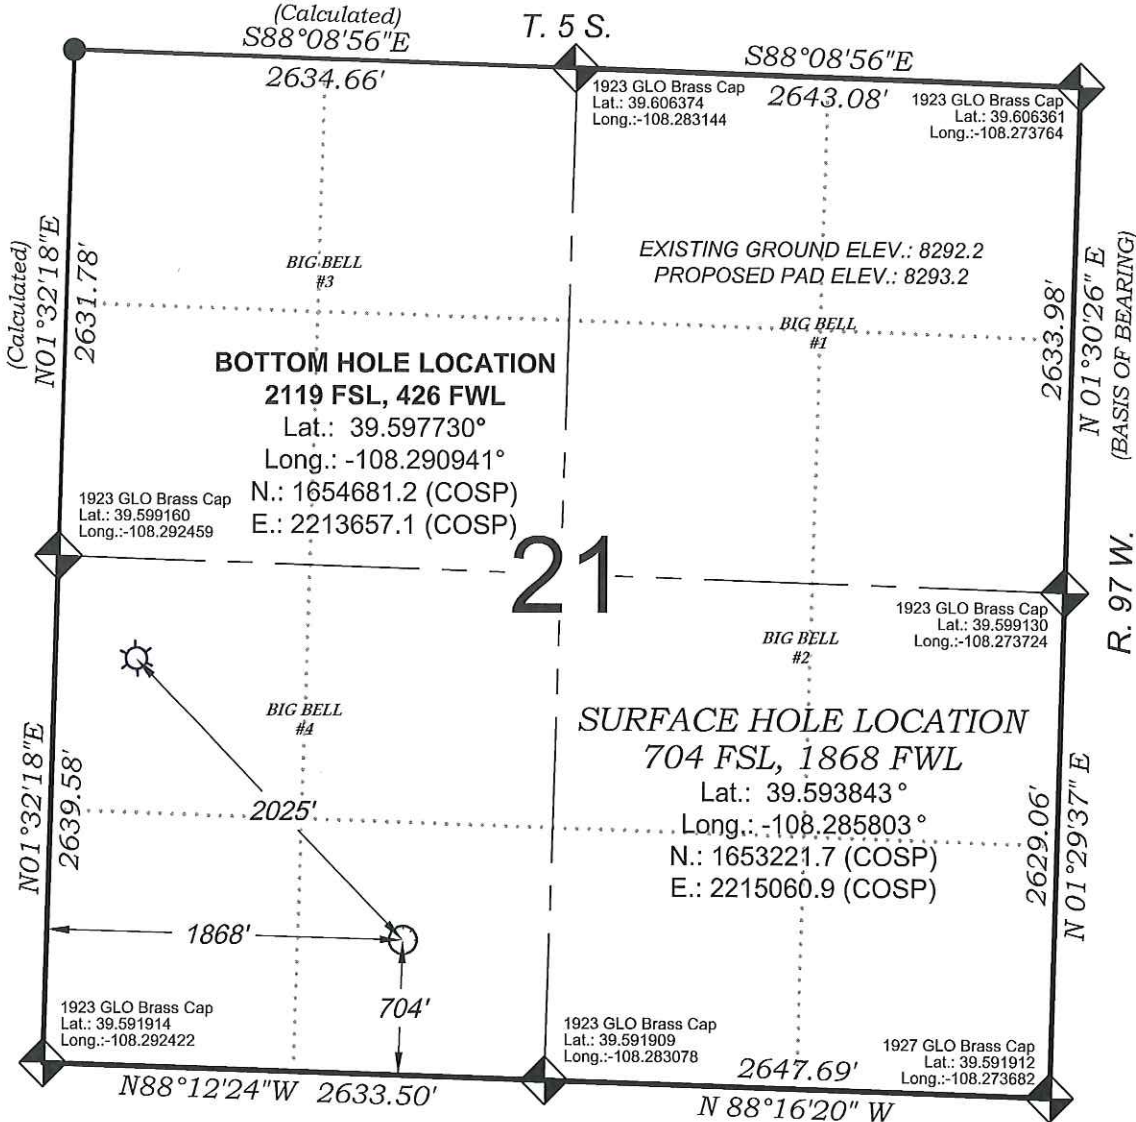 (Calculated)
S88°08'56"E
2634.66'
T. 5 S.
S88°08'56"E
2643.08'
1923 GLO Brass Cap
Lat.: 39.606374
Long.:-108.283144
1923 GLO Brass Cap
Lat.: 39.606361
Long.:-108.273764
(Calculated)
N01°32'18"E
2631.78'
BIG BELL
#3
EXISTING GROUND ELEV.: 8292.2
PROPOSED PAD ELEV.: 8293.2
BIG BELL
#1
2633.98'
N 01°30'26" E
(BASIS OF BEARING)
BOTTOM HOLE LOCATION
2119 FSL, 426 FWL
Lat.: 39.597730°
Long.: -108.290941°
N.: 1654681.2 (COSP)
E.: 2213657.1 (COSP)
1923 GLO Brass Cap
Lat.: 39.599160
Long.:-108.292459
21
R. 97 W.
1923 GLO Brass Cap
Lat.: 39.599130
Long.:-108.273724
BIG BELL
#2
BIG BELL
#4
SURFACE HOLE LOCATION
704 FSL, 1868 FWL
Lat.: 39.593843°
Long.: -108.285803°
N.: 1653221.7 (COSP)
E.: 2215060.9 (COSP)
N01°32'18"E
2639.58'
2025'
2629.06'
N 01°29'37" E
1868'
704'
1923 GLO Brass Cap
Lat.: 39.591914
Long.:-108.292422
1923 GLO Brass Cap
Lat.: 39.591909
Long.:-108.283078
1927 GLO Brass Cap
Lat.: 39.591912
Long.:-108.273682
N88°12'24"W 2633.50'
2647.69'
N 88°16'20" W